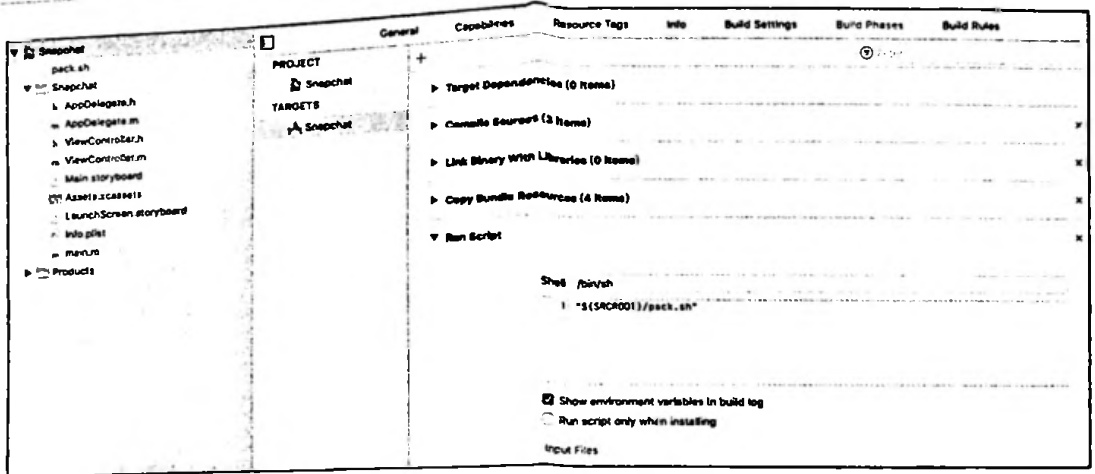 General Capabilities Resource Tags Info Build Settings Build Phases Build Rules
Snapchat
pack.sh
Snapchat
AppDelegate.h
AppDelegate.m
ViewController.h
ViewController.m
Main storyboard
Assets.xcassets
LaunchScreen.storyboard
Info.plist
main.m
Products
PROJECT
Snapchat
TARGETS
Snapchat
+
Target Dependencies (0 items)
Compile Sources (3 items)
Link Binary With Libraries (0 items)
Copy Bundle Resources (4 items)
Run Script
Shell /bin/sh
1 "${SRCROOT}/pack.sh"
Show environment variables in build log
Run script only when installing
Input Files